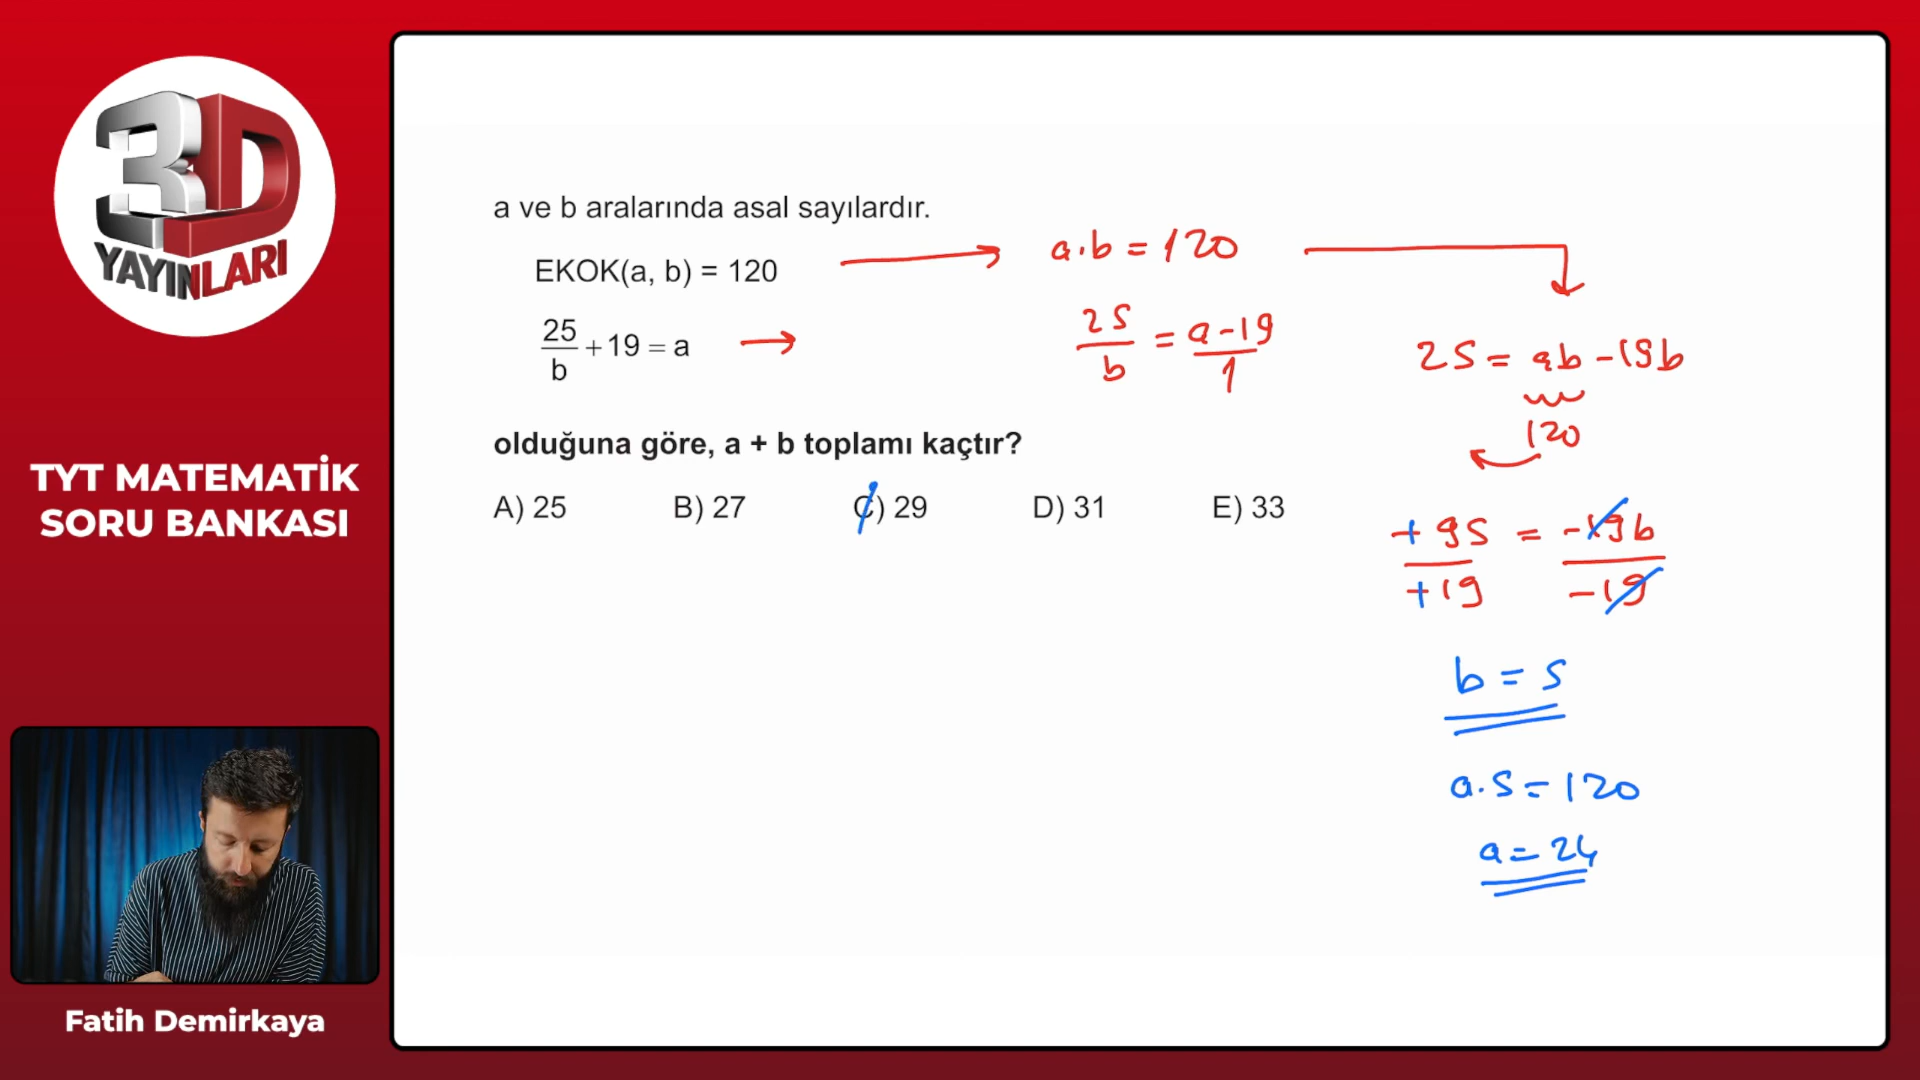 3D
YAYINLARI
TYT MATEMATİK
SORU BANKASI
Fatih Demirkaya
a ve b aralarında asal sayılardır.
EKOK(a, b) = 120
25/b + 19 = a
olduğuna göre, a + b toplamı kaçtır?
A) 25 B) 27 C) 29 D) 31 E) 33
a·b = 120
25/b = a-19/1
25 = ab - 19b
120
+95/+19 = -19b/-19
b = 5
a.5 = 120
a = 24